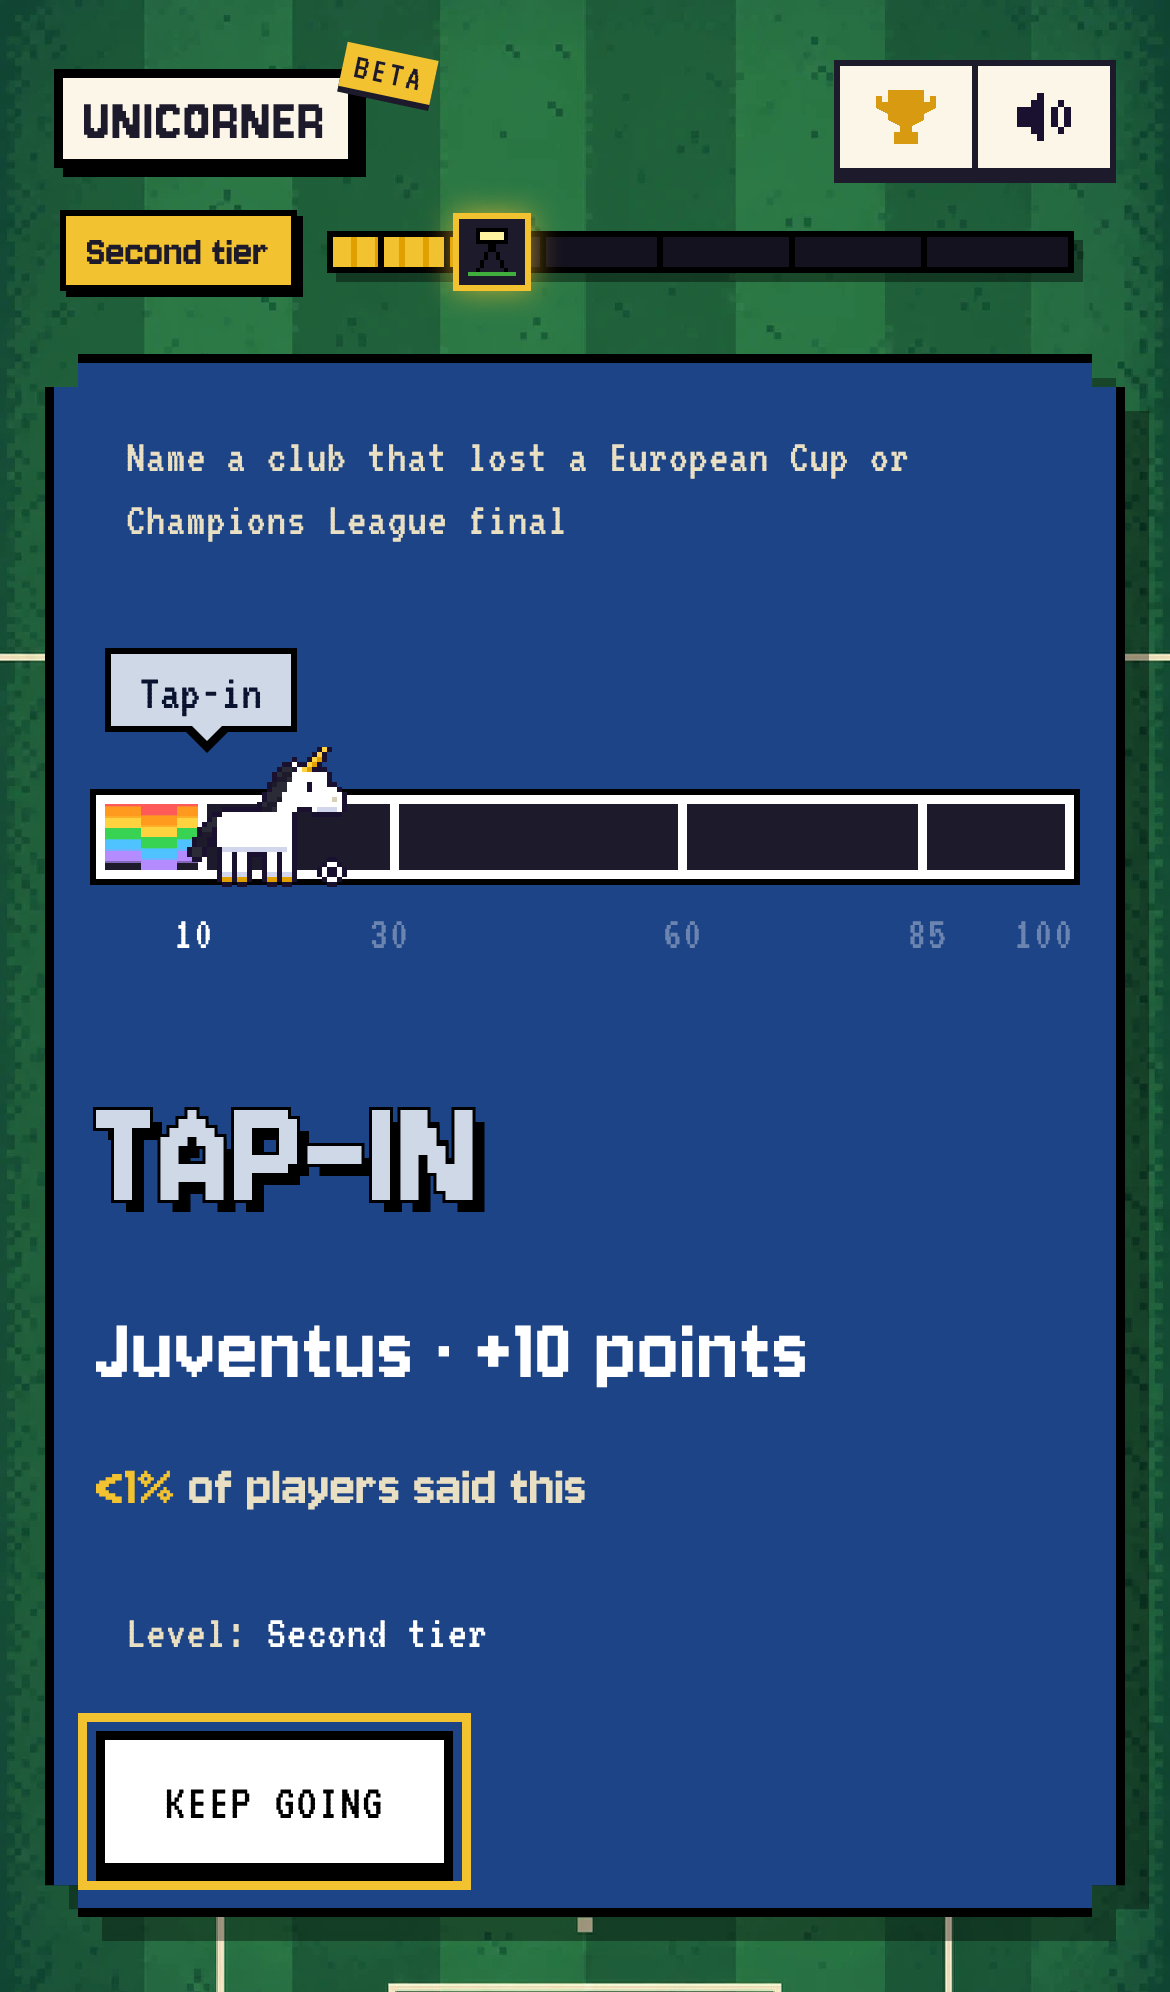 UNICORNER
BETA
Second tier
Name a club that lost a European Cup or
Champions League final
Tap-in
10 30 60 85 100
TAP-IN
Juventus · +10 points
<1% of players said this
Level: Second tier
KEEP GOING